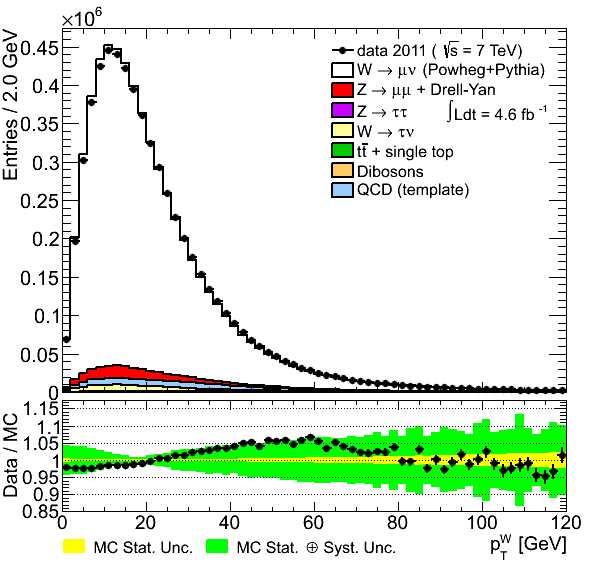 ×10⁶
Entries / 2.0 GeV
0.45
0.4
0.35
0.3
0.25
0.2
0.15
0.1
0.05
0
data 2011 ( √s = 7 TeV)
W → μν (Powheg+Pythia)
Z → μμ + Drell-Yan
Z → ττ
∫Ldt = 4.6 fb⁻¹
W → τν
tt̄ + single top
Dibosons
QCD (template)
Data / MC
1.15
1.1
1.05
1
0.95
0.9
0.85
0 20 40 60 80 100 120
p_T^W [GeV]
MC Stat. Unc. MC Stat. ⊕ Syst. Unc.